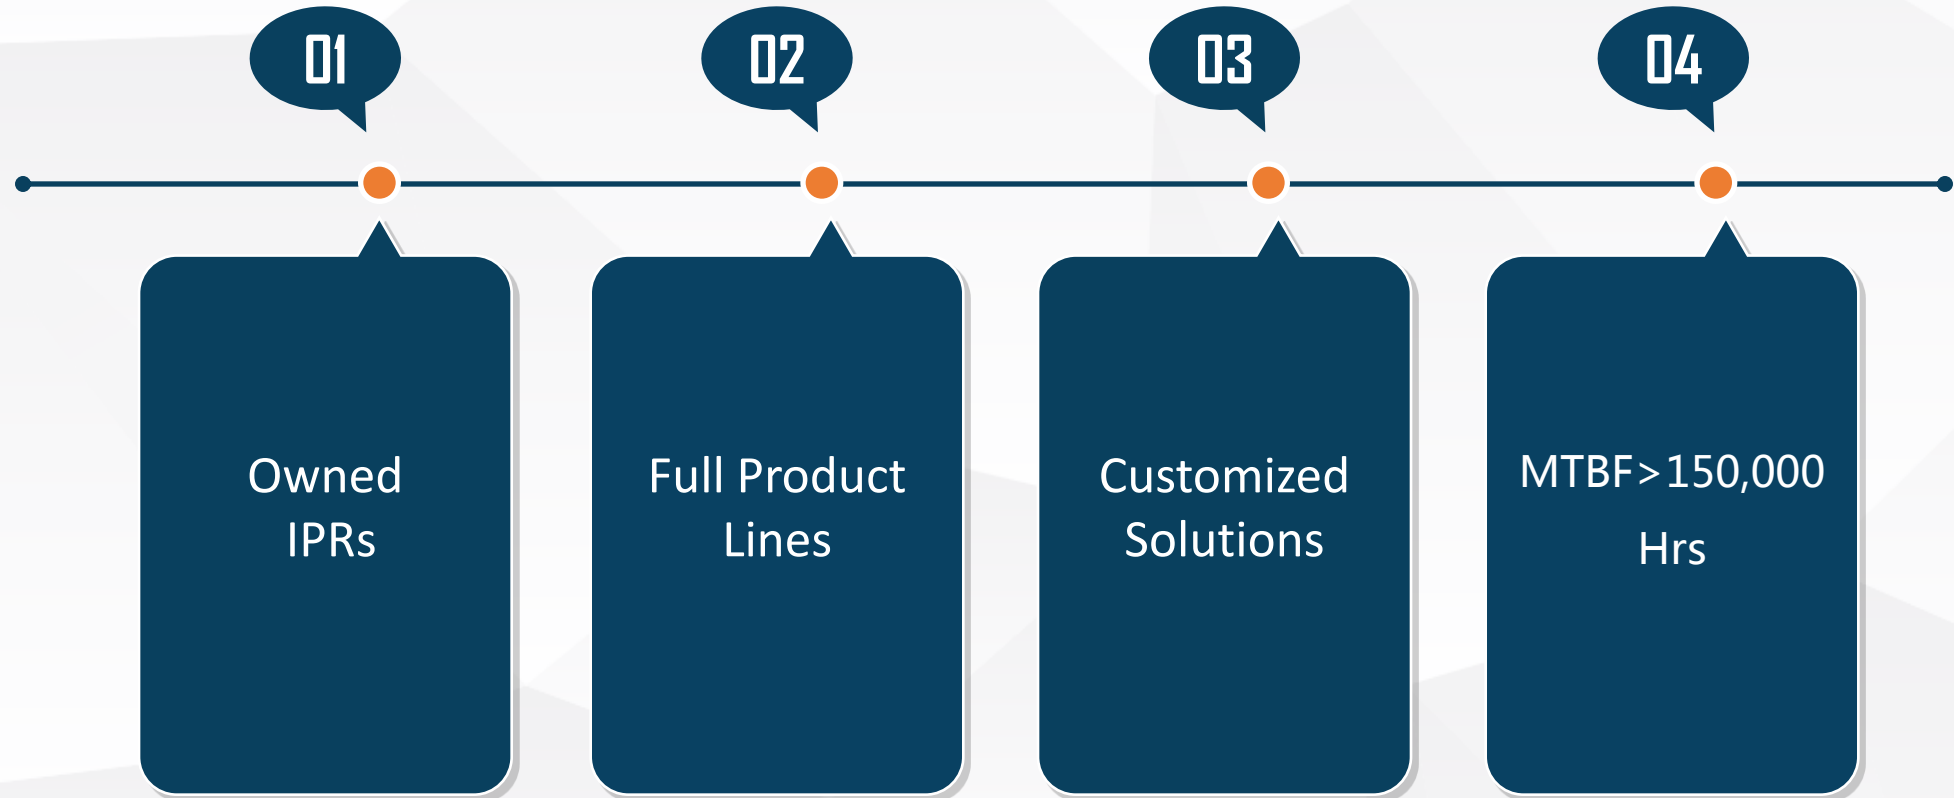 01
02
03
04
Owned
IPRs
Full Product
Lines
Customized
Solutions
MTBF>150,000
Hrs